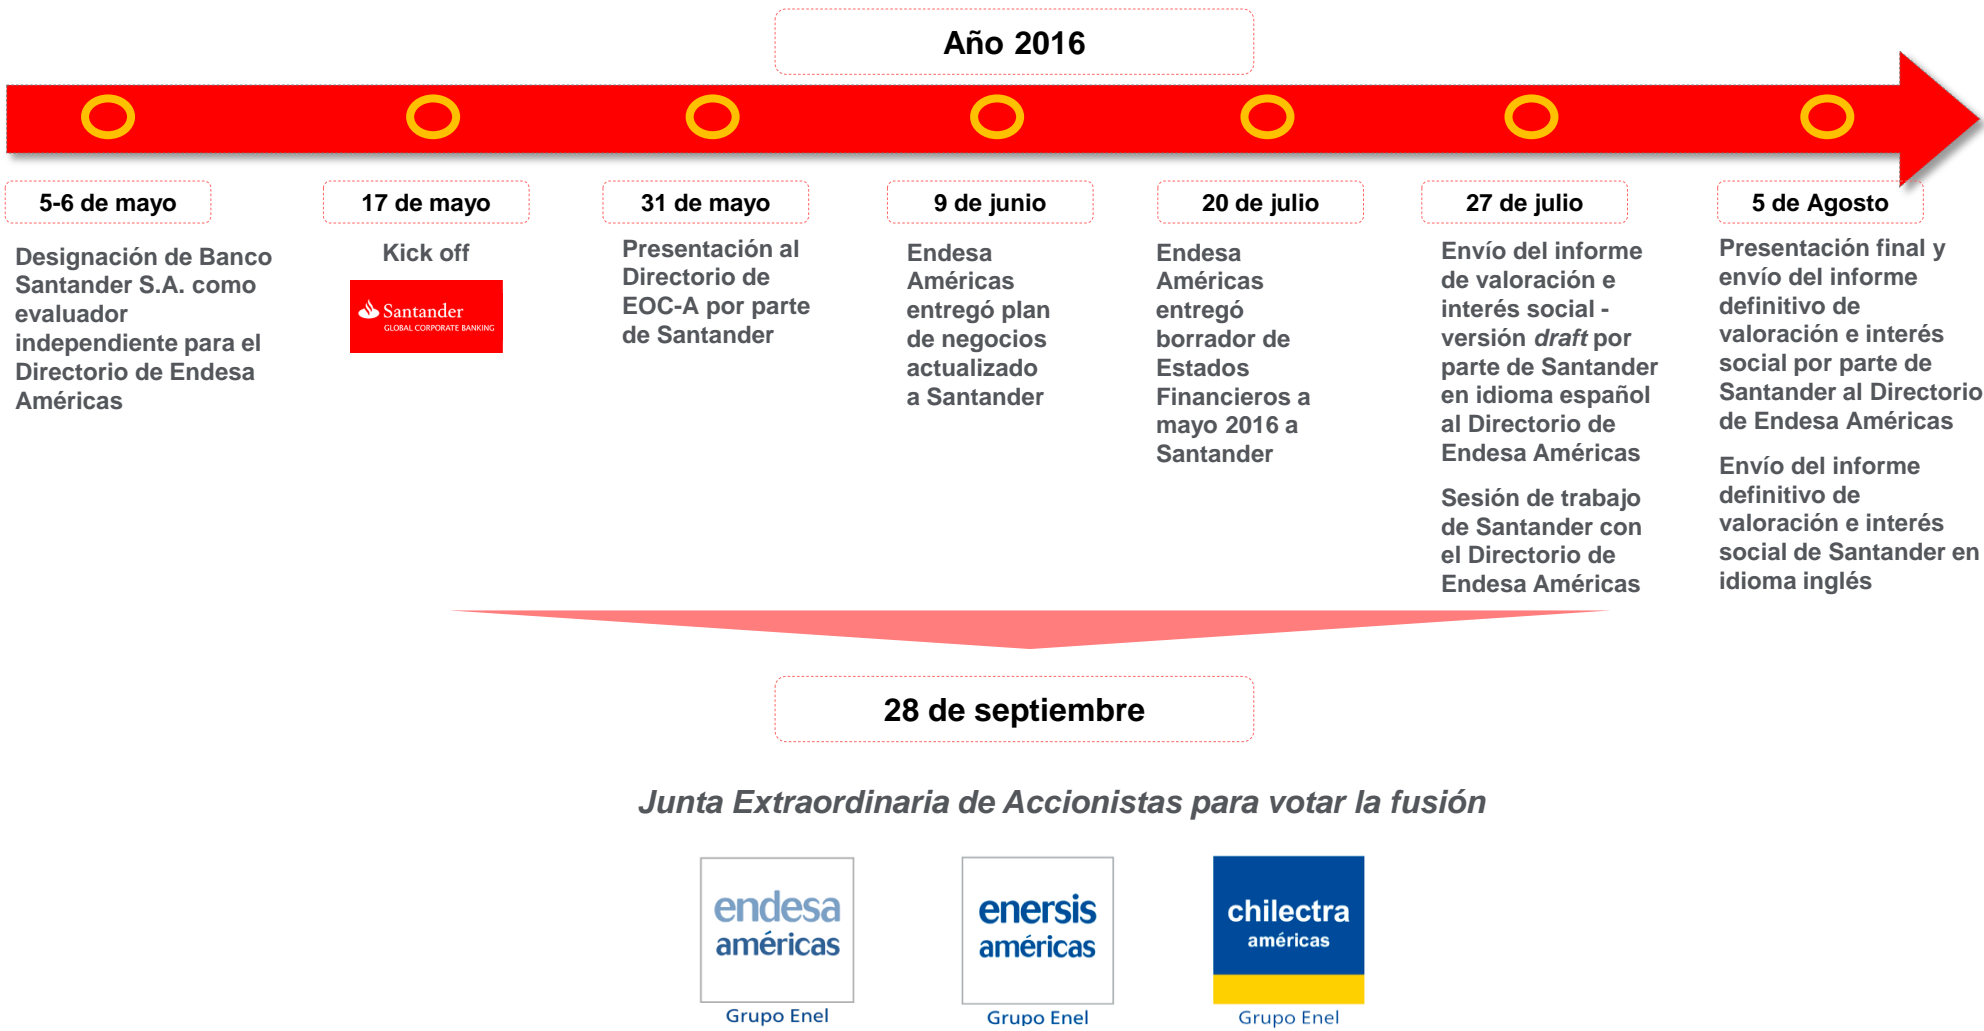 Año 2016
5-6 de mayo
Designación de Banco
Santander S.A. como
evaluador
independiente para el
Directorio de Endesa
Américas
17 de mayo
Kick off
Santander
GLOBAL CORPORATE BANKING
31 de mayo
Presentación al
Directorio de
EOC-A por parte
de Santander
9 de junio
Endesa
Américas
entregó plan
de negocios
actualizado
a Santander
20 de julio
Endesa
Américas
entregó
borrador de
Estados
Financieros a
mayo 2016 a
Santander
27 de julio
Envío del informe
de valoración e
interés social -
versión draft por
parte de Santander
en idioma español
al Directorio de
Endesa Américas
Sesión de trabajo
de Santander con
el Directorio de
Endesa Américas
5 de Agosto
Presentación final y
envío del informe
definitivo de
valoración e interés
social por parte de
Santander al Directorio
de Endesa Américas
Envío del informe
definitivo de
valoración e interés
social de Santander en
idioma inglés
28 de septiembre
Junta Extraordinaria de Accionistas para votar la fusión
endesa
américas
Grupo Enel
enersis
américas
Grupo Enel
chilectra
américas
Grupo Enel